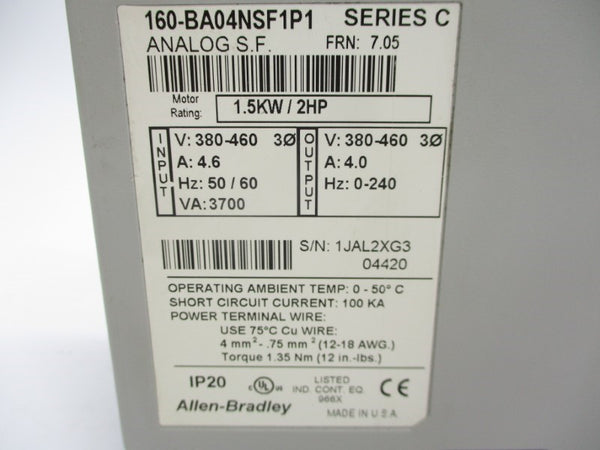 160-BA04NSF1P1 SERIES C
ANALOG S.F. FRN: 7.05
Motor Rating: 1.5KW / 2HP
INPUT
V: 380-460 3Ø
A: 4.6
Hz: 50 / 60
VA: 3700
OUTPUT
V: 380-460 3Ø
A: 4.0
Hz: 0-240
S/N: 1JAL2XG3
04420
OPERATING AMBIENT TEMP: 0 - 50° C
SHORT CIRCUIT CURRENT: 100 KA
POWER TERMINAL WIRE:
USE 75°C Cu WIRE:
4 mm² - .75 mm² (12-18 AWG.)
Torque 1.35 Nm (12 in.-lbs.)
IP20 c UL us LISTED CE
IND. CONT. EQ.
966X
Allen-Bradley MADE IN U.S.A.